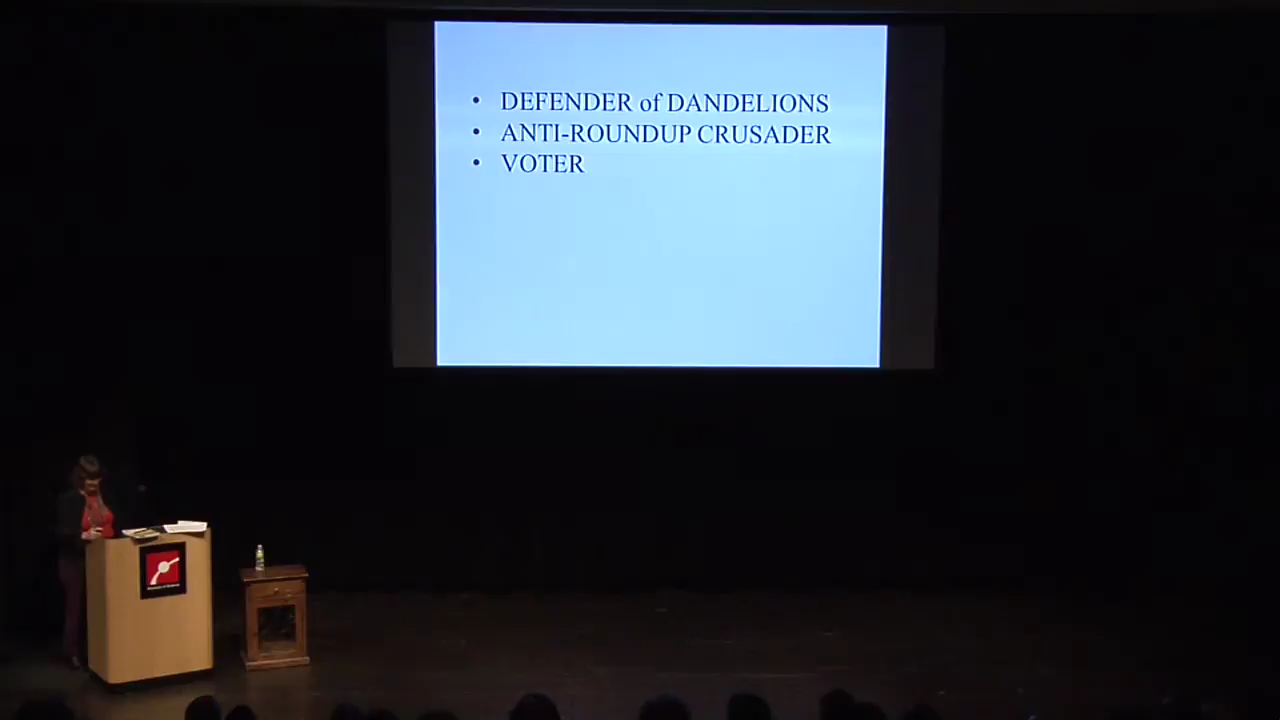 • DEFENDER of DANDELIONS
• ANTI-ROUNDUP CRUSADER
• VOTER